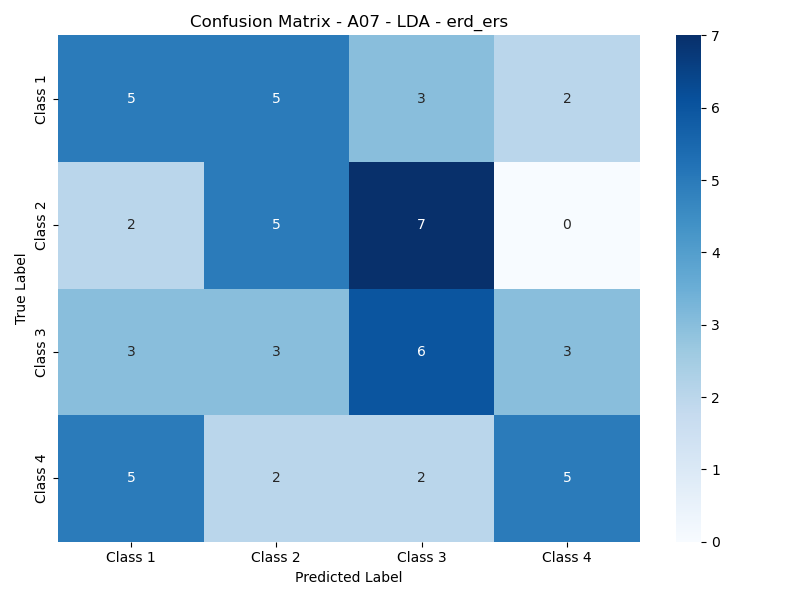 Confusion Matrix - A07 - LDA - erd_ers
True Label
Class 1
5 5 3 2
Class 2
2 5 7 0
Class 3
3 3 6 3
Class 4
5 2 2 5
Class 1 Class 2 Class 3 Class 4
Predicted Label
7
6
5
4
3
2
1
0